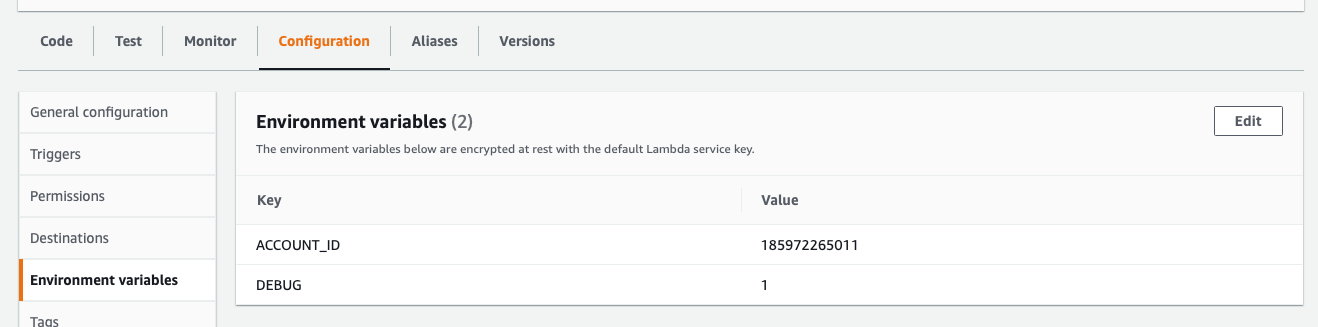 Code Test Monitor Configuration Aliases Versions
General configuration
Triggers
Permissions
Destinations
Environment variables
Tags
Environment variables (2)
Edit
The environment variables below are encrypted at rest with the default Lambda service key.
Key Value
ACCOUNT_ID 185972265011
DEBUG 1